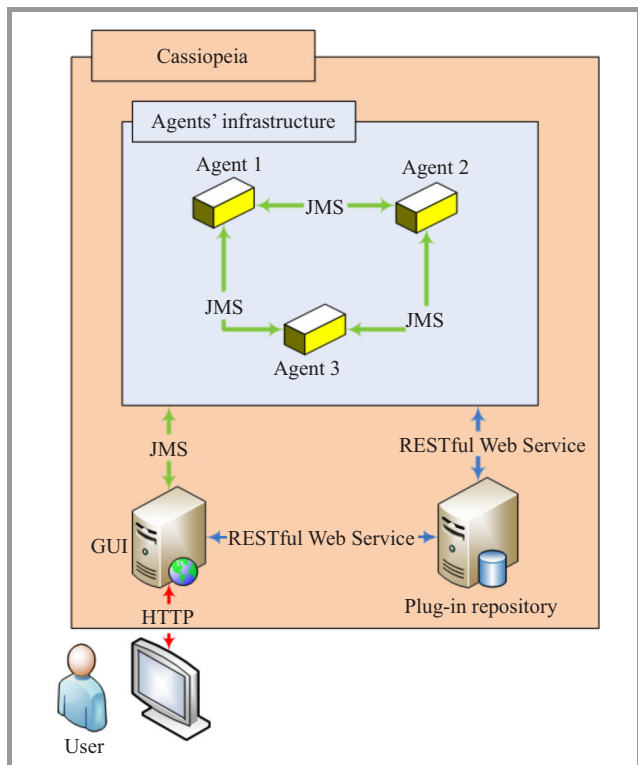 Cassiopeia
Agents’ infrastructure
Agent 1
Agent 2
JMS
JMS
JMS
Agent 3
JMS
RESTful Web Service
GUI
RESTful Web Service
Plug-in repository
HTTP
User